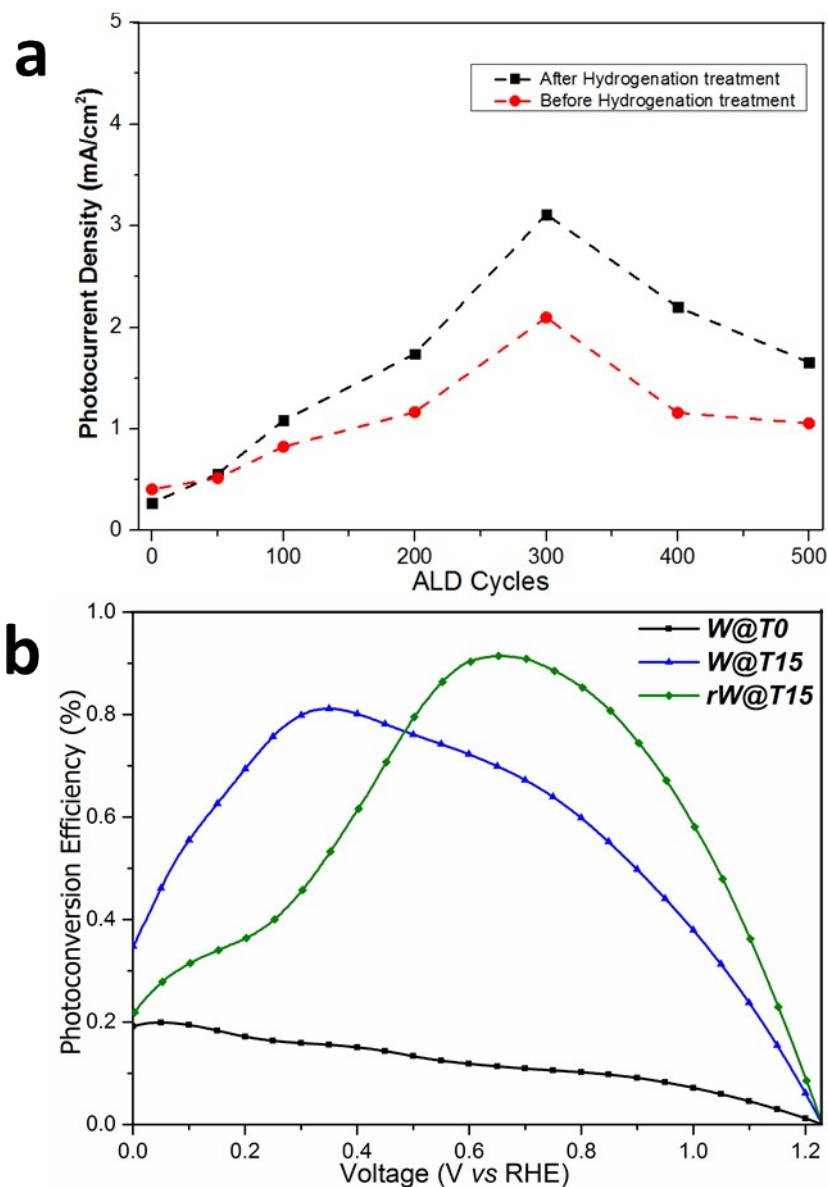 a
After Hydrogenation treatment
Before Hydrogenation treatment
Photocurrent Density (mA/cm²)
5
4
3
2
1
0
0 100 200 300 400 500
ALD Cycles
b
W@T0
W@T15
rW@T15
Photoconversion Efficiency (%)
1.0
0.8
0.6
0.4
0.2
0.0
0.0 0.2 0.4 0.6 0.8 1.0 1.2
Voltage (V vs RHE)